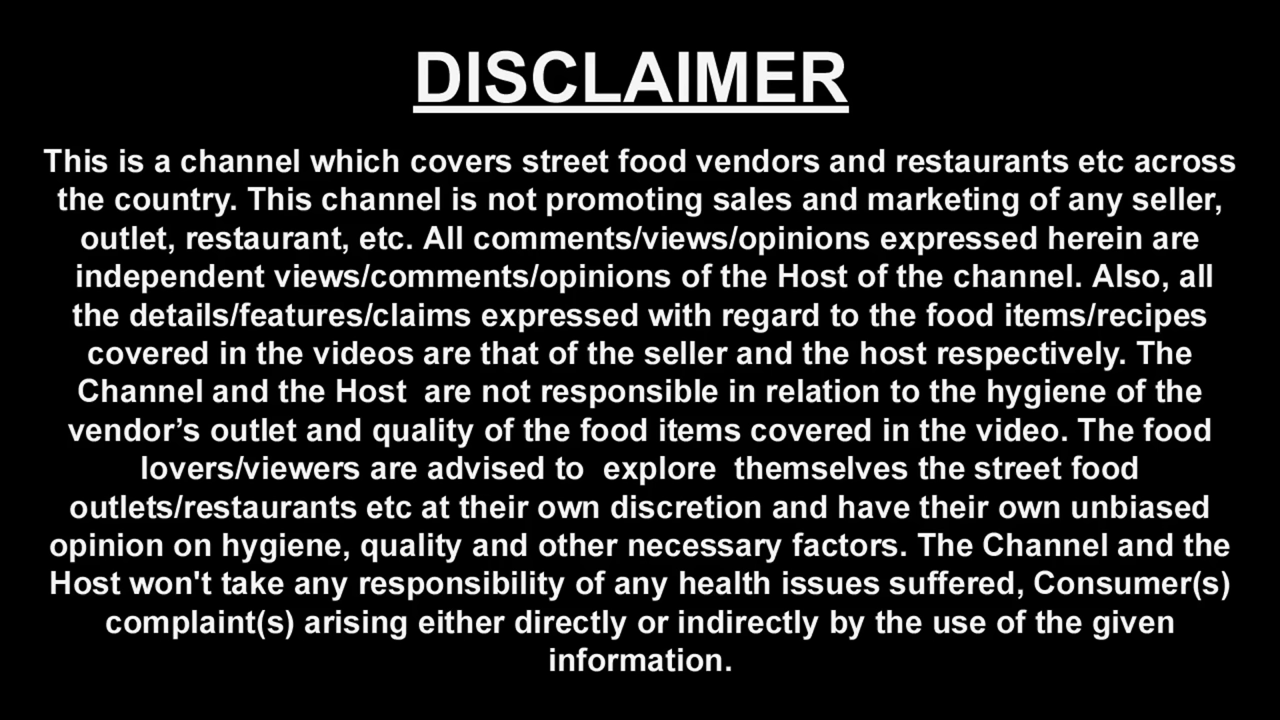 DISCLAIMER
This is a channel which covers street food vendors and restaurants etc across
the country. This channel is not promoting sales and marketing of any seller,
outlet, restaurant, etc. All comments/views/opinions expressed herein are
independent views/comments/opinions of the Host of the channel. Also, all
the details/features/claims expressed with regard to the food items/recipes
covered in the videos are that of the seller and the host respectively. The
Channel and the Host  are not responsible in relation to the hygiene of the
vendor’s outlet and quality of the food items covered in the video. The food
lovers/viewers are advised to  explore  themselves the street food
outlets/restaurants etc at their own discretion and have their own unbiased
opinion on hygiene, quality and other necessary factors. The Channel and the
Host won't take any responsibility of any health issues suffered, Consumer(s)
complaint(s) arising either directly or indirectly by the use of the given
information.